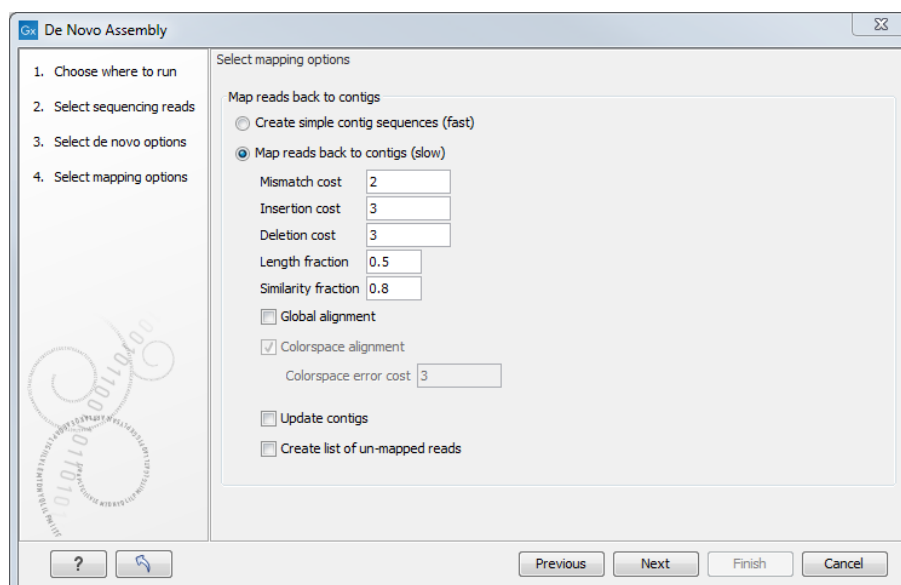 Gx De Novo Assembly
1. Choose where to run
2. Select sequencing reads
3. Select de novo options
4. Select mapping options
Select mapping options
Map reads back to contigs
Create simple contig sequences (fast)
Map reads back to contigs (slow)
Mismatch cost 2
Insertion cost 3
Deletion cost 3
Length fraction 0.5
Similarity fraction 0.8
Global alignment
Colorspace alignment
Colorspace error cost 3
Update contigs
Create list of un-mapped reads
? Previous Next Finish Cancel